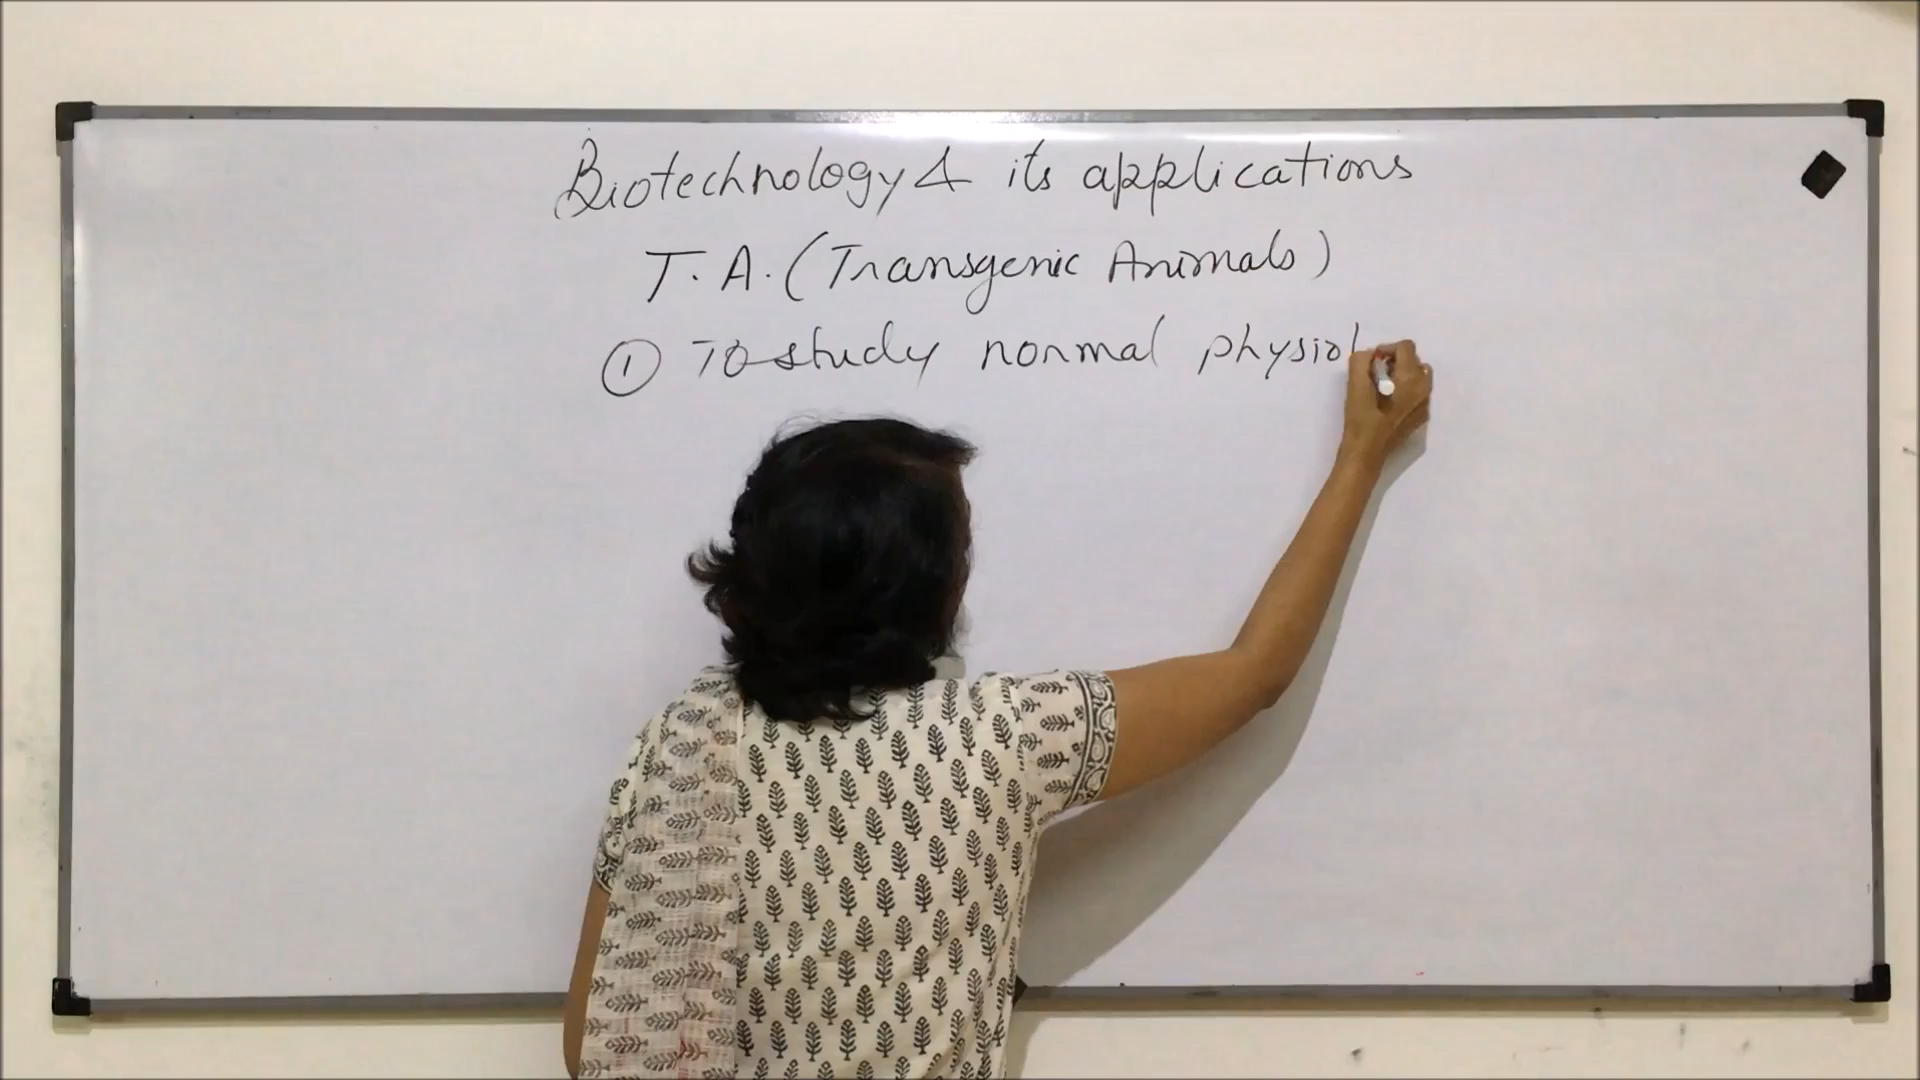 Biotechnology & its applications
T. A. (Transgenic Animals)
① To study normal physiol